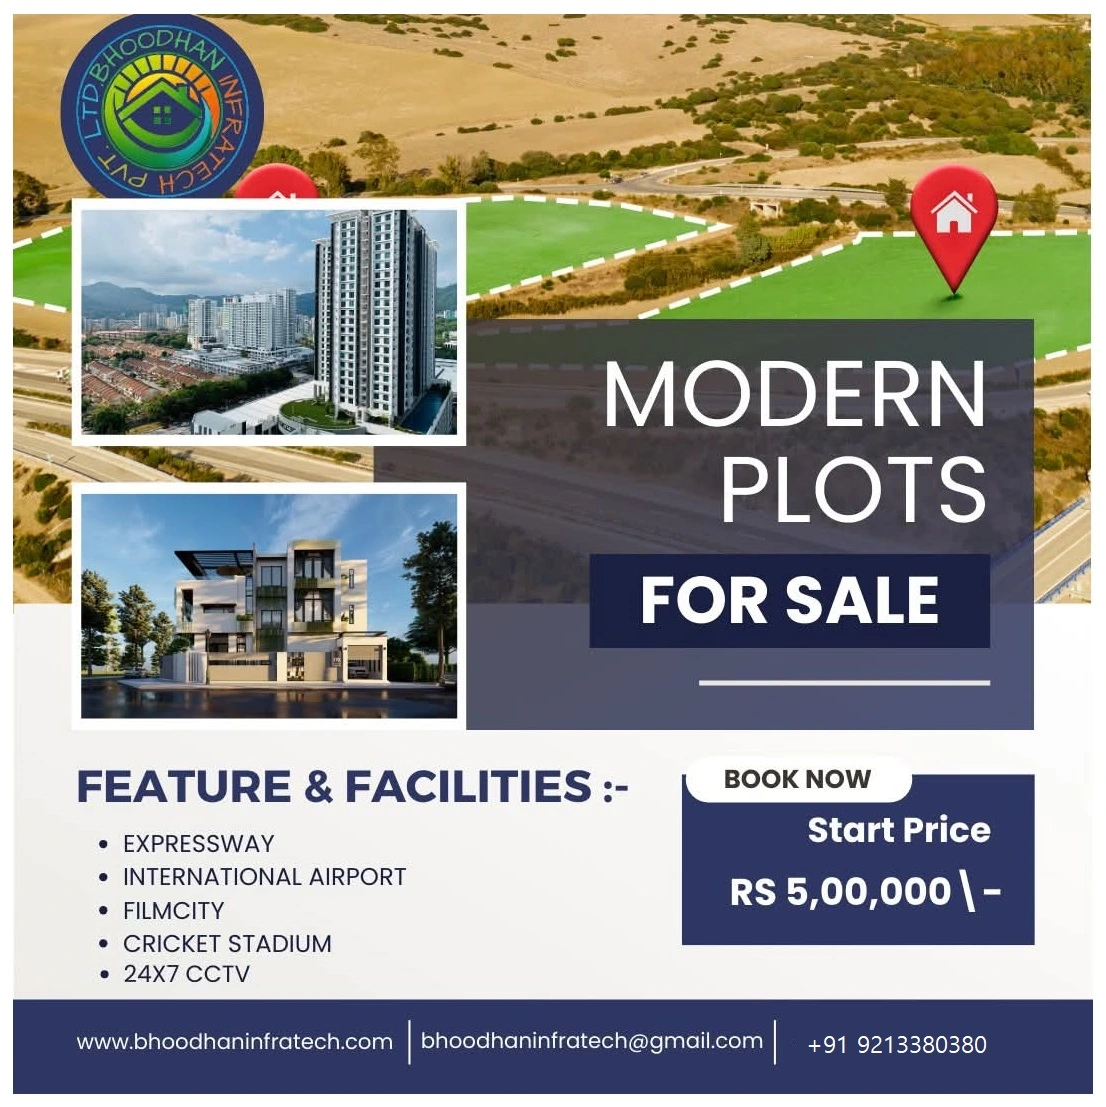 BHOODHAN INFRATECH PVT. LTD.
MODERN
PLOTS
FOR SALE
FEATURE & FACILITIES :-
• EXPRESSWAY
• INTERNATIONAL AIRPORT
• FILMCITY
• CRICKET STADIUM
• 24X7 CCTV
BOOK NOW
Start Price
RS 5,00,000\-
www.bhoodhaninfratech.com
bhoodhaninfratech@gmail.com
+91 9213380380